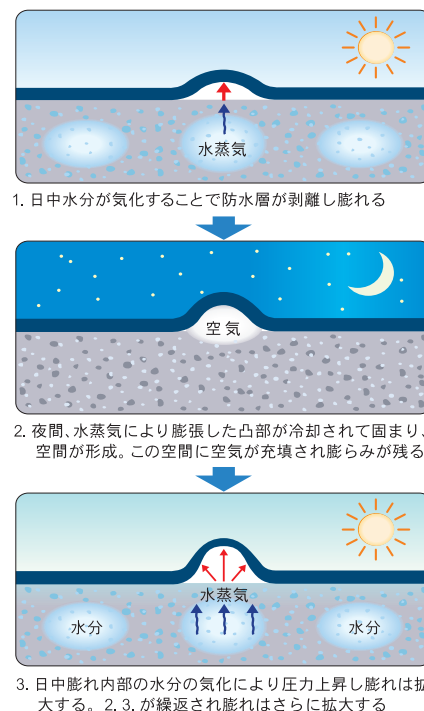 水蒸気
1. 日中水分が気化することで防水層が剥離し膨れる
空気
2. 夜間、水蒸気により膨張した凸部が冷却されて固まり、
空間が形成。この空間に空気が充填され膨らみが残る
水蒸気
水分 水分
3. 日中膨れ内部の水分の気化により圧力上昇し膨れは拡
大する。2. 3. が繰返され膨れはさらに拡大する